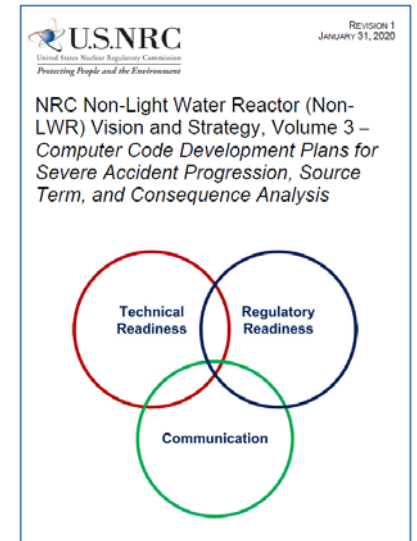 REVISION 1
JANUARY 31, 2020
U.S.NRC
United States Nuclear Regulatory Commission
Protecting People and the Environment
NRC Non-Light Water Reactor (Non-
LWR) Vision and Strategy, Volume 3 –
Computer Code Development Plans for
Severe Accident Progression, Source
Term, and Consequence Analysis
Technical
Readiness
Regulatory
Readiness
Communication